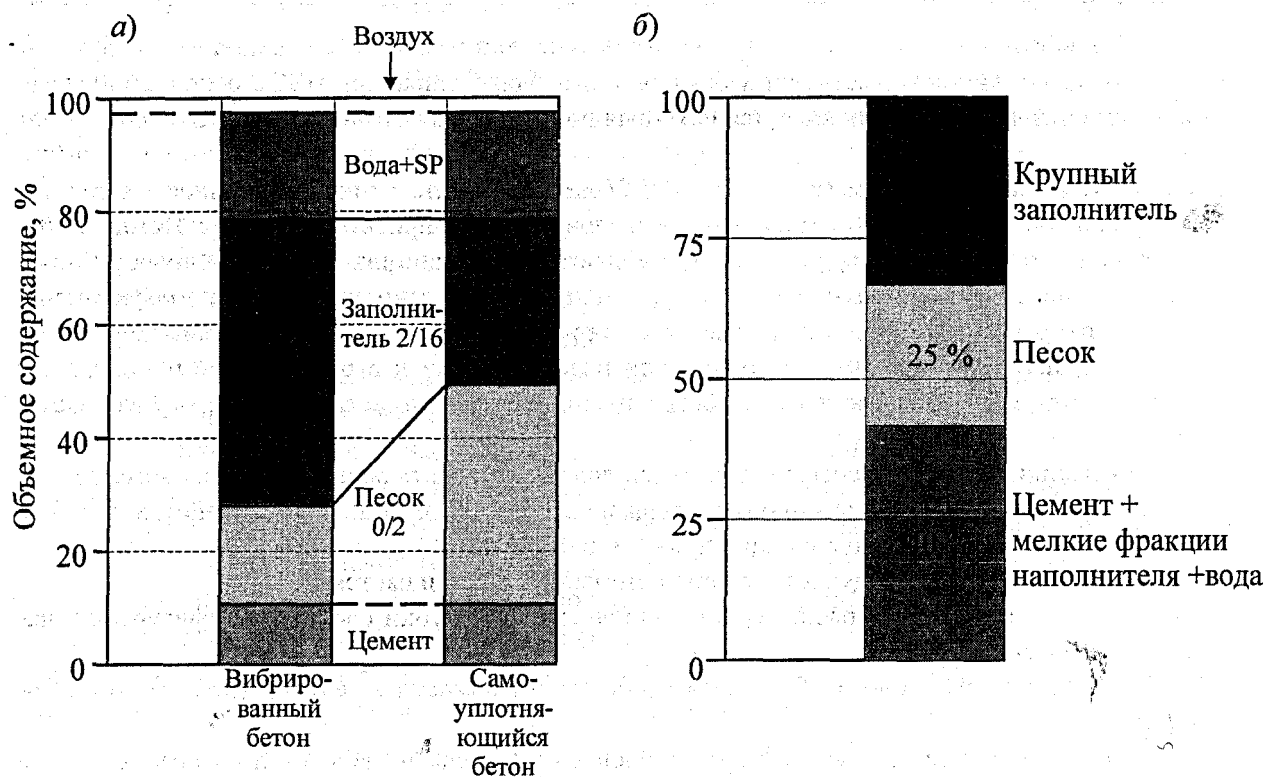 а)
Воздух
Объемное содержание, %
100
80
60
40
20
0
Вода+SP
Заполни-
тель 2/16
Песок
0/2
Цемент
Вибриро-
ванный
бетон
Само-
уплотня-
ющийся
бетон
б)
100
75
50
25
0
25 %
Крупный
заполнитель
Песок
Цемент +
мелкие фракции
наполнителя +вода